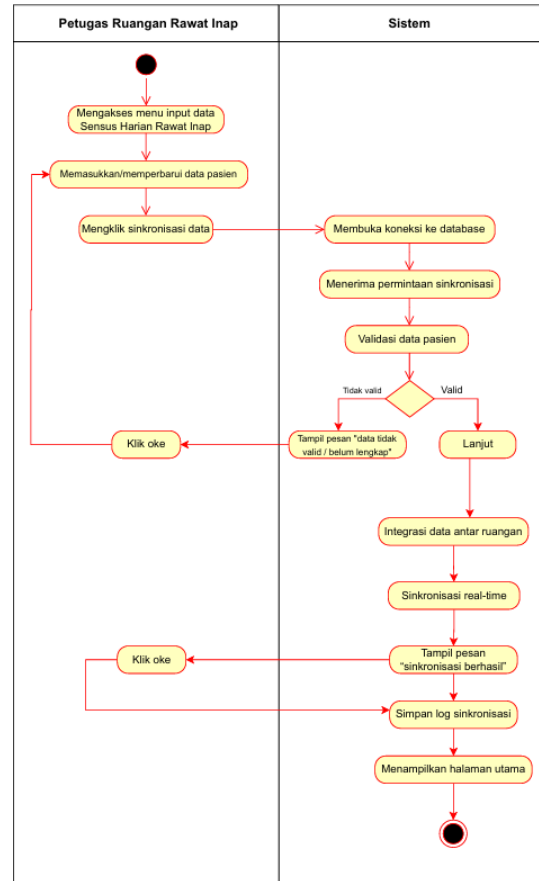 Petugas Ruangan Rawat Inap
Sistem
Mengakses menu input data
Sensus Harian Rawat Inap
Memasukkan/memperbarui data pasien
Mengklik sinkronisasi data
Membuka koneksi ke database
Menerima permintaan sinkronisasi
Validasi data pasien
Tidak valid
Valid
Klik oke
Tampil pesan "data tidak
valid / belum lengkap"
Lanjut
Integrasi data antar ruangan
Sinkronisasi real-time
Klik oke
Tampil pesan
“sinkronisasi berhasil”
Simpan log sinkronisasi
Menampilkan halaman utama